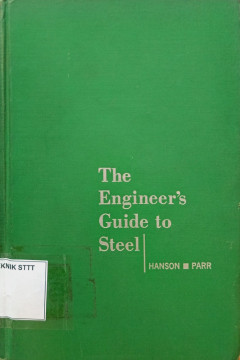 The
Engineer's
Guide to
Steel
HANSON ■ PARR
KNIK STTT